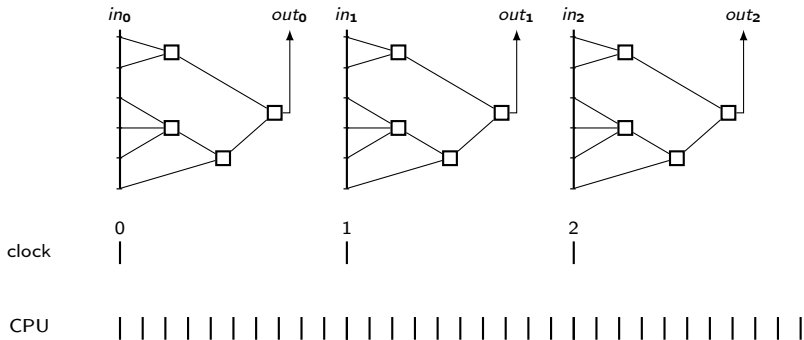 in₀ out₀ in₁ out₁ in₂ out₂
0 1 2
clock
CPU